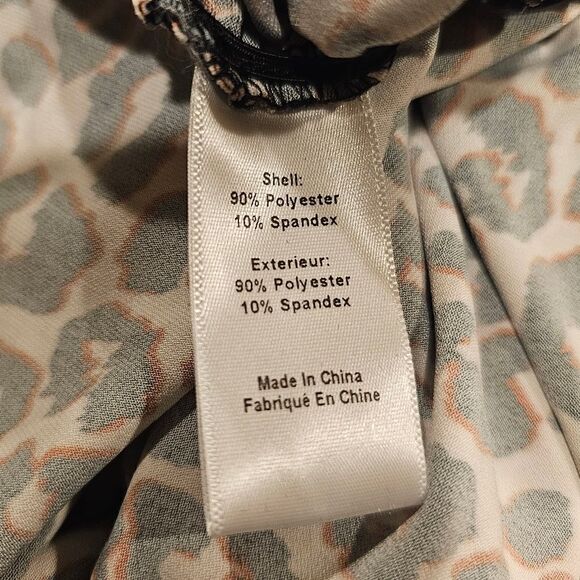 Shell:
90% Polyester
10% Spandex
Exterieur:
90% Polyester
10% Spandex
Made In China
Fabriqué En Chine